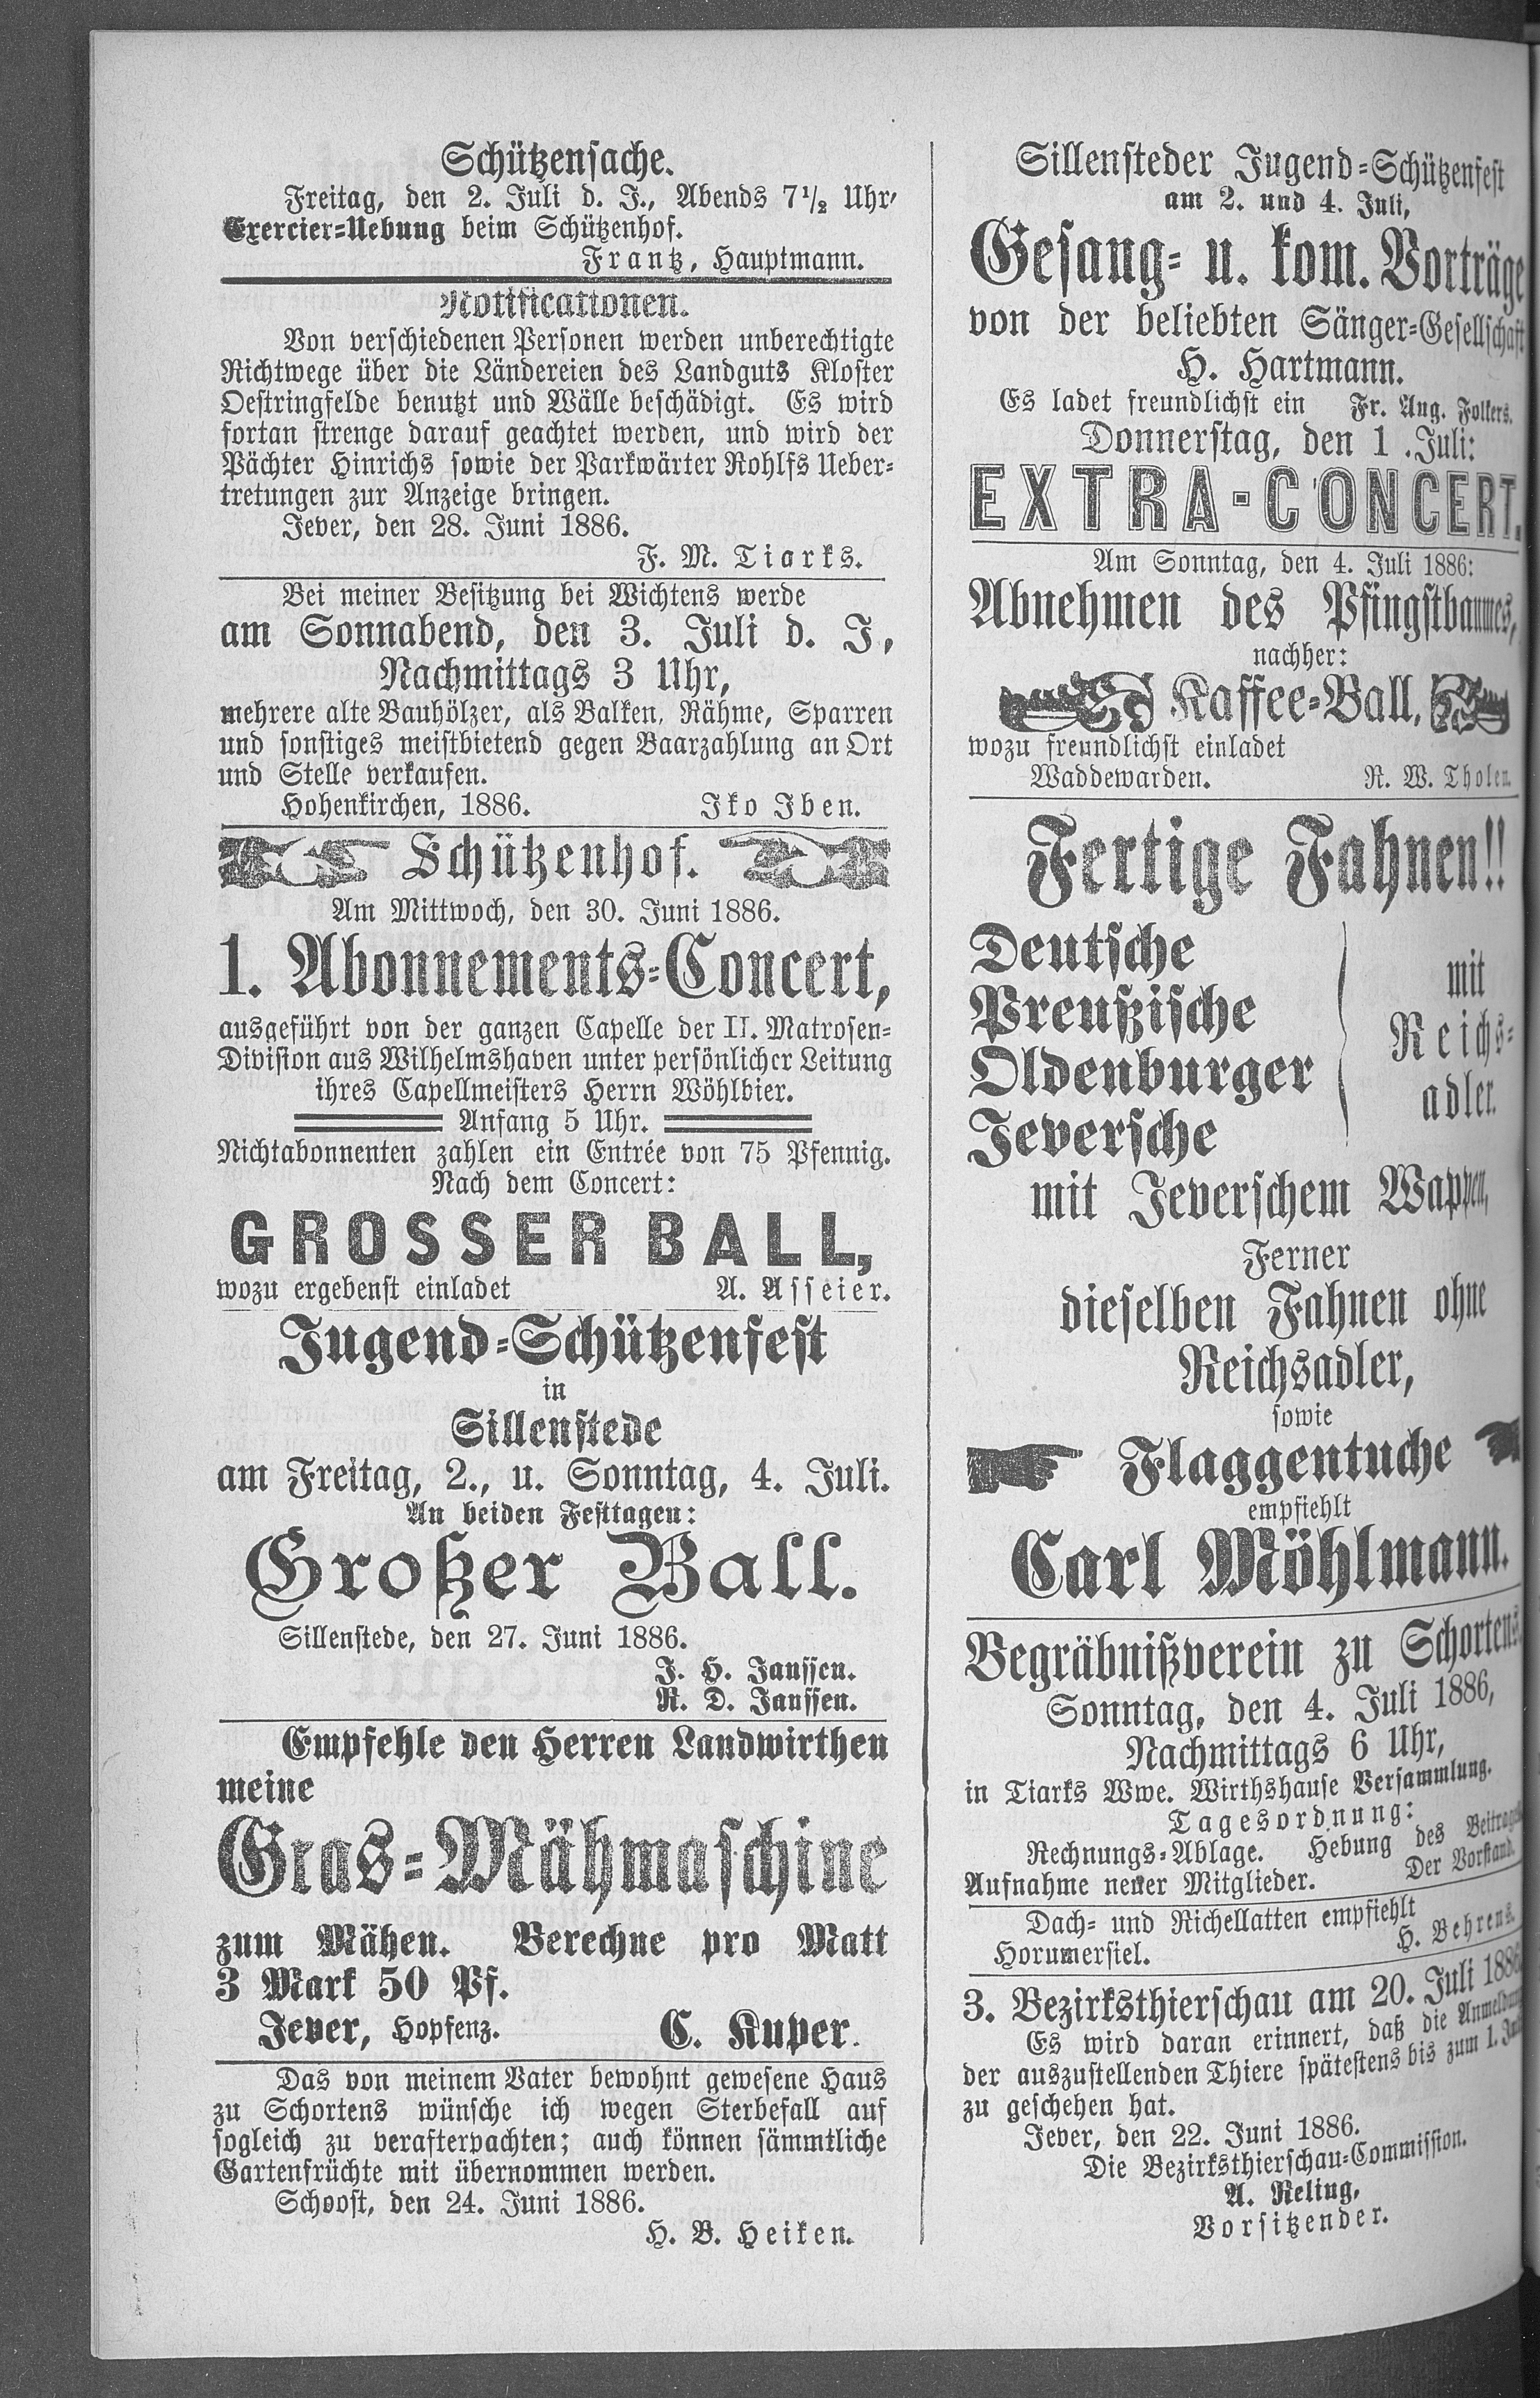 Schützensache.
Freitag, den 2. Juli d. J., Abends 7½ Uhr,
Exercier=Uebung beim Schützenhof.
Frantz, Hauptmann.
Notificationen.
Von verschiedenen Personen werden unberechtigte
Richtwege über die Ländereien des Landguts Kloster
Oestringfelde benutzt und Wälle beschädigt. Es wird
fortan strenge darauf geachtet werden, und wird der
Pächter Hinrichs sowie der Parkwärter Rohlfs Ueber=
tretungen zur Anzeige bringen.
Jever, den 28. Juni 1886.
F. M. Tiarks.
Bei meiner Besitzung bei Wichtens werde
am Sonnabend, den 3. Juli d. J,
Nachmittags 3 Uhr,
mehrere alte Bauhölzer, als Balken, Rähme, Sparren
und sonstiges meistbietend gegen Baarzahlung an Ort
und Stelle verkaufen.
Hohenkirchen, 1886. Iko Iben.
Schützenhof.
Am Mittwoch, den 30. Juni 1886.
1. Abonnements=Concert,
ausgeführt von der ganzen Capelle der II. Matrosen=
Division aus Wilhelmshaven unter persönlicher Leitung
ihres Capellmeisters Herrn Wöhlbier.
Anfang 5 Uhr.
Nichtabonnenten zahlen ein Entrée von 75 Pfennig.
Nach dem Concert:
GROSSER BALL,
wozu ergebenst einladet A. Asseier.
Jugend=Schützenfest
in
Sillenstede
am Freitag, 2., u. Sonntag, 4. Juli.
An beiden Festtagen:
Großer Ball.
Sillenstede, den 27. Juni 1886.
J. H. Janssen.
R. D. Janssen.
Empfehle den Herren Landwirthen
meine
Gras=Mähmaschine
zum Mähen. Berechne pro Matt
3 Mark 50 Pf.
Jever, Hopfenz. C. Kuper.
Das von meinem Vater bewohnt gewesene Haus
zu Schortens wünsche ich wegen Sterbefall auf
sogleich zu verafterpachten; auch können sämmtliche
Gartenfrüchte mit übernommen werden.
Schoost, den 24. Juni 1886.
H. B. Heiken.
Sillensteder Jugend=Schützenfest
am 2. und 4. Juli,
Gesang= u. kom. Vorträge
von der beliebten Sänger=Gesellschaft
H. Hartmann.
Es ladet freundlichst ein Fr. Aug. Folkers.
Donnerstag, den 1. Juli:
EXTRA-CONCERT.
Am Sonntag, den 4. Juli 1886:
Abnehmen des Pfingstbaumes,
nachher:
Kaffee=Ball,
wozu freundlichst einladet
Waddewarden. R. W. Tholen.
Fertige Fahnen!!
Deutsche
Preußische
Oldenburger
Jeversche
mit
Reichs=
adler.
mit Jeverschem Wappen,
Ferner
dieselben Fahnen ohne
Reichsadler,
sowie
Flaggentuche
empfiehlt
Carl Möhlmann.
Begräbnißverein zu Schortens.
Sonntag, den 4. Juli 1886,
Nachmittags 6 Uhr,
in Tiarks Wwe. Wirthshause Versammlung.
Tagesordnung:
Rechnungs=Ablage. Hebung des Beitrages.
Aufnahme neuer Mitglieder. Der Vorstand.
Dach= und Richellatten empfiehlt
Horumersiel. H. Behrens.
3. Bezirksthierschau am 20. Juli 1886.
Es wird daran erinnert, daß die Anmeldung
der auszustellenden Thiere spätestens bis zum 1. Juli
zu geschehen hat.
Jever, den 22. Juni 1886.
Die Bezirksthierschau=Commission.
A. Reling,
Vorsitzender.